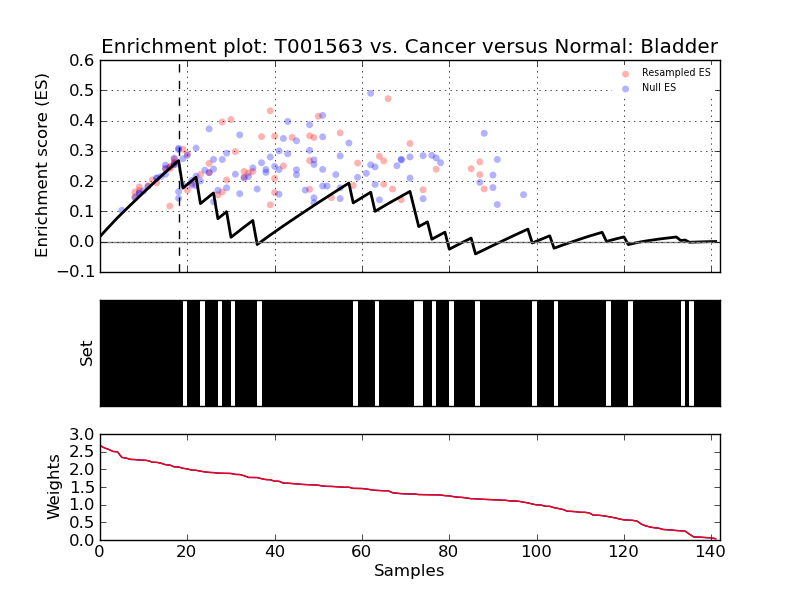 Enrichment plot: T001563 vs. Cancer versus Normal: Bladder
Enrichment score (ES)
0.6
0.5
0.4
0.3
0.2
0.1
0.0
−0.1
Resampled ES
Null ES
Set
Weights
3.0
2.5
2.0
1.5
1.0
0.5
0.0
0 20 40 60 80 100 120 140
Samples